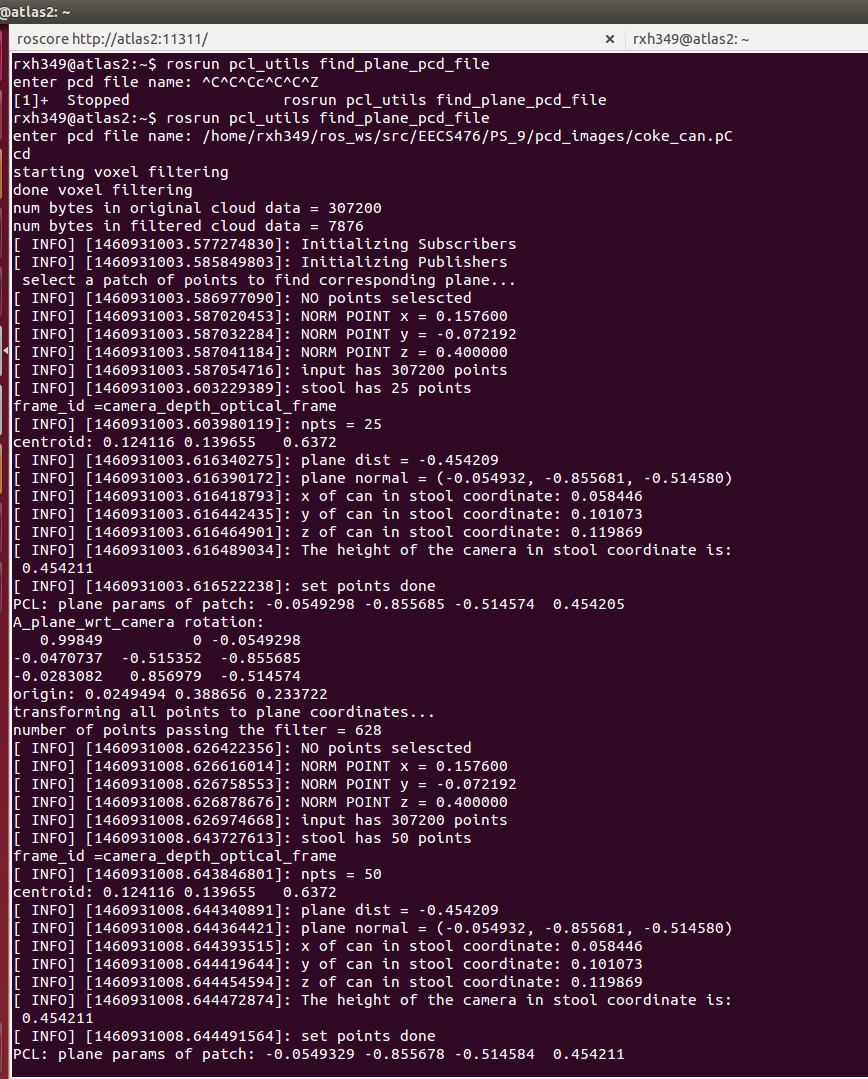 @atlas2: ~
roscore http://atlas2:11311/ × rxh349@atlas2: ~
rxh349@atlas2:~$ rosrun pcl_utils find_plane_pcd_file
enter pcd file name: ^C^C^Cc^C^C^Z
[1]+  Stopped                 rosrun pcl_utils find_plane_pcd_file
rxh349@atlas2:~$ rosrun pcl_utils find_plane_pcd_file
enter pcd file name: /home/rxh349/ros_ws/src/EECS476/PS_9/pcd_images/coke_can.pC
cd
starting voxel filtering
done voxel filtering
num bytes in original cloud data = 307200
num bytes in filtered cloud data = 7876
[ INFO] [1460931003.577274830]: Initializing Subscribers
[ INFO] [1460931003.585849803]: Initializing Publishers
 select a patch of points to find corresponding plane...
[ INFO] [1460931003.586977090]: NO points selescted
[ INFO] [1460931003.587020453]: NORM POINT x = 0.157600
[ INFO] [1460931003.587032284]: NORM POINT y = -0.072192
[ INFO] [1460931003.587041184]: NORM POINT z = 0.400000
[ INFO] [1460931003.587054716]: input has 307200 points
[ INFO] [1460931003.603229389]: stool has 25 points
frame_id =camera_depth_optical_frame
[ INFO] [1460931003.603980119]: npts = 25
centroid: 0.124116 0.139655   0.6372
[ INFO] [1460931003.616340275]: plane dist = -0.454209
[ INFO] [1460931003.616390172]: plane normal = (-0.054932, -0.855681, -0.514580)
[ INFO] [1460931003.616418793]: x of can in stool coordinate: 0.058446
[ INFO] [1460931003.616442435]: y of can in stool coordinate: 0.101073
[ INFO] [1460931003.616464901]: z of can in stool coordinate: 0.119869
[ INFO] [1460931003.616489034]: The height of the camera in stool coordinate is:
 0.454211
[ INFO] [1460931003.616522238]: set points done
PCL: plane params of patch: -0.0549298 -0.855685 -0.514574  0.454205
A_plane_wrt_camera rotation:
   0.99849          0 -0.0549298
-0.0470737  -0.515352  -0.855685
-0.0283082   0.856979  -0.514574
origin: 0.0249494 0.388656 0.233722
transforming all points to plane coordinates...
number of points passing the filter = 628
[ INFO] [1460931008.626422356]: NO points selescted
[ INFO] [1460931008.626616014]: NORM POINT x = 0.157600
[ INFO] [1460931008.626758553]: NORM POINT y = -0.072192
[ INFO] [1460931008.626878676]: NORM POINT z = 0.400000
[ INFO] [1460931008.626974668]: input has 307200 points
[ INFO] [1460931008.643727613]: stool has 50 points
frame_id =camera_depth_optical_frame
[ INFO] [1460931008.643846801]: npts = 50
centroid: 0.124116 0.139655   0.6372
[ INFO] [1460931008.644340891]: plane dist = -0.454209
[ INFO] [1460931008.644364421]: plane normal = (-0.054932, -0.855681, -0.514580)
[ INFO] [1460931008.644393515]: x of can in stool coordinate: 0.058446
[ INFO] [1460931008.644419644]: y of can in stool coordinate: 0.101073
[ INFO] [1460931008.644454594]: z of can in stool coordinate: 0.119869
[ INFO] [1460931008.644472874]: The height of the camera in stool coordinate is:
 0.454211
[ INFO] [1460931008.644491564]: set points done
PCL: plane params of patch: -0.0549329 -0.855678 -0.514584  0.454211